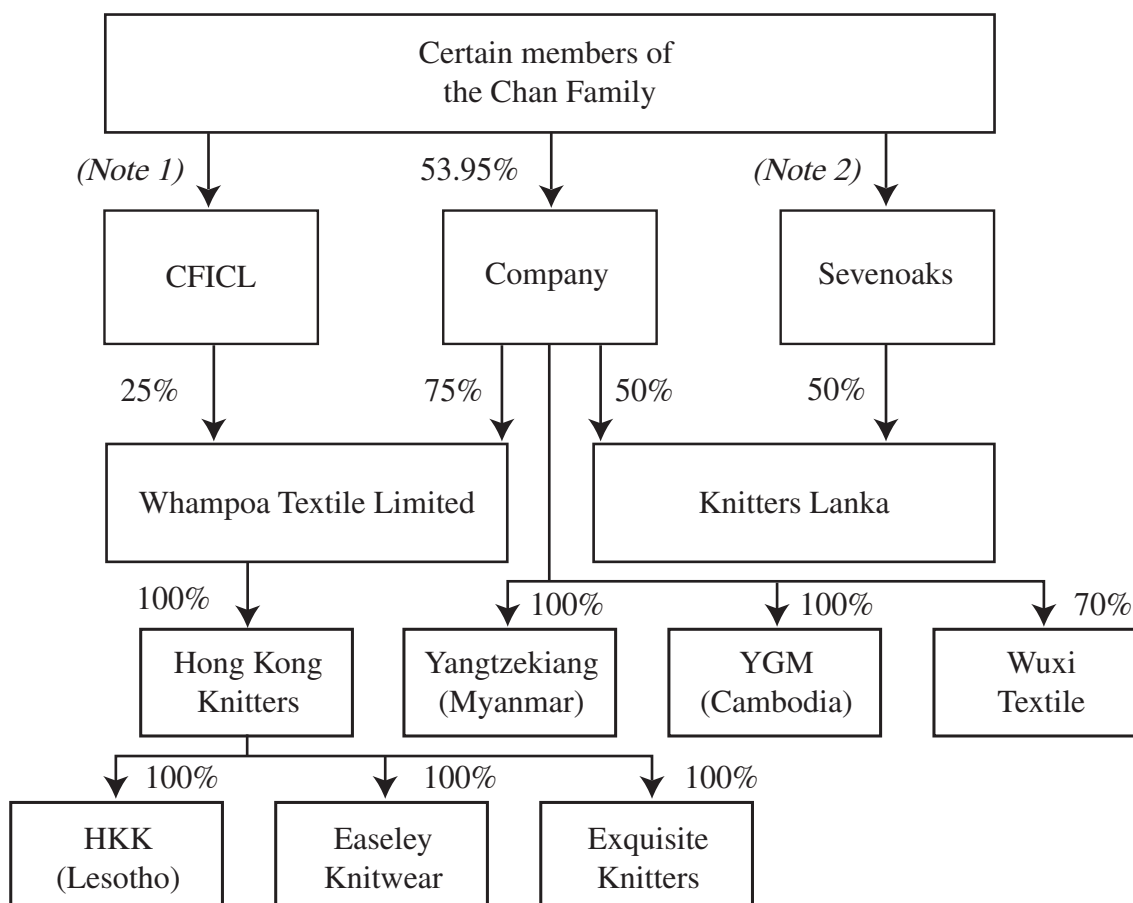 Certain members of
the Chan Family
(Note 1)
53.95%
(Note 2)
CFICL
Company
Sevenoaks
25%
75%
50%
50%
Whampoa Textile Limited
Knitters Lanka
100%
100%
100%
70%
Hong Kong
Knitters
Yangtzekiang
(Myanmar)
YGM
(Cambodia)
Wuxi
Textile
100%
100%
100%
HKK
(Lesotho)
Easeley
Knitwear
Exquisite
Knitters